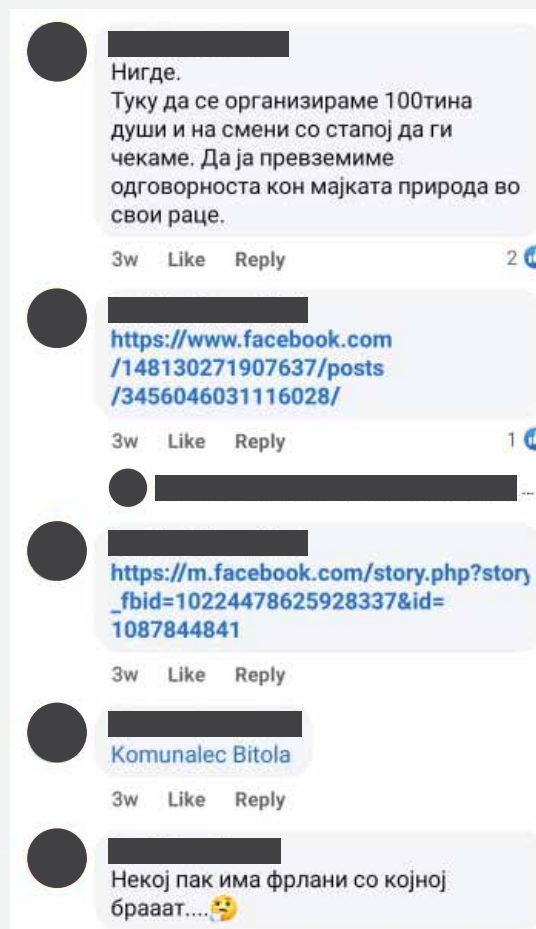 Нигде.
Туку да се организираме 100тина
души и на смени со стапој да ги
чекаме. Да ја превземиме
одговорноста кон мајката природа во
свои раце.
3w Like Reply 2
https://www.facebook.com
/148130271907637/posts
/3456046031116028/
3w Like Reply 1
...
https://m.facebook.com/story.php?story
_fbid=10224478625928337&id=
1087844841
3w Like Reply
Komunalec Bitola
3w Like Reply
Некој пак има фрлани со којној
брааат....🤔